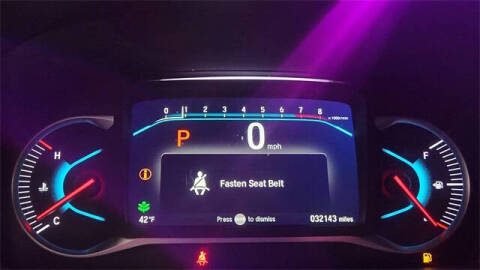 0 1 2 3 4 5 6 7 8
x1000r/min
P 0 mph
H F
Fasten Seat Belt
C E
42°F Press to dismiss 032143 miles